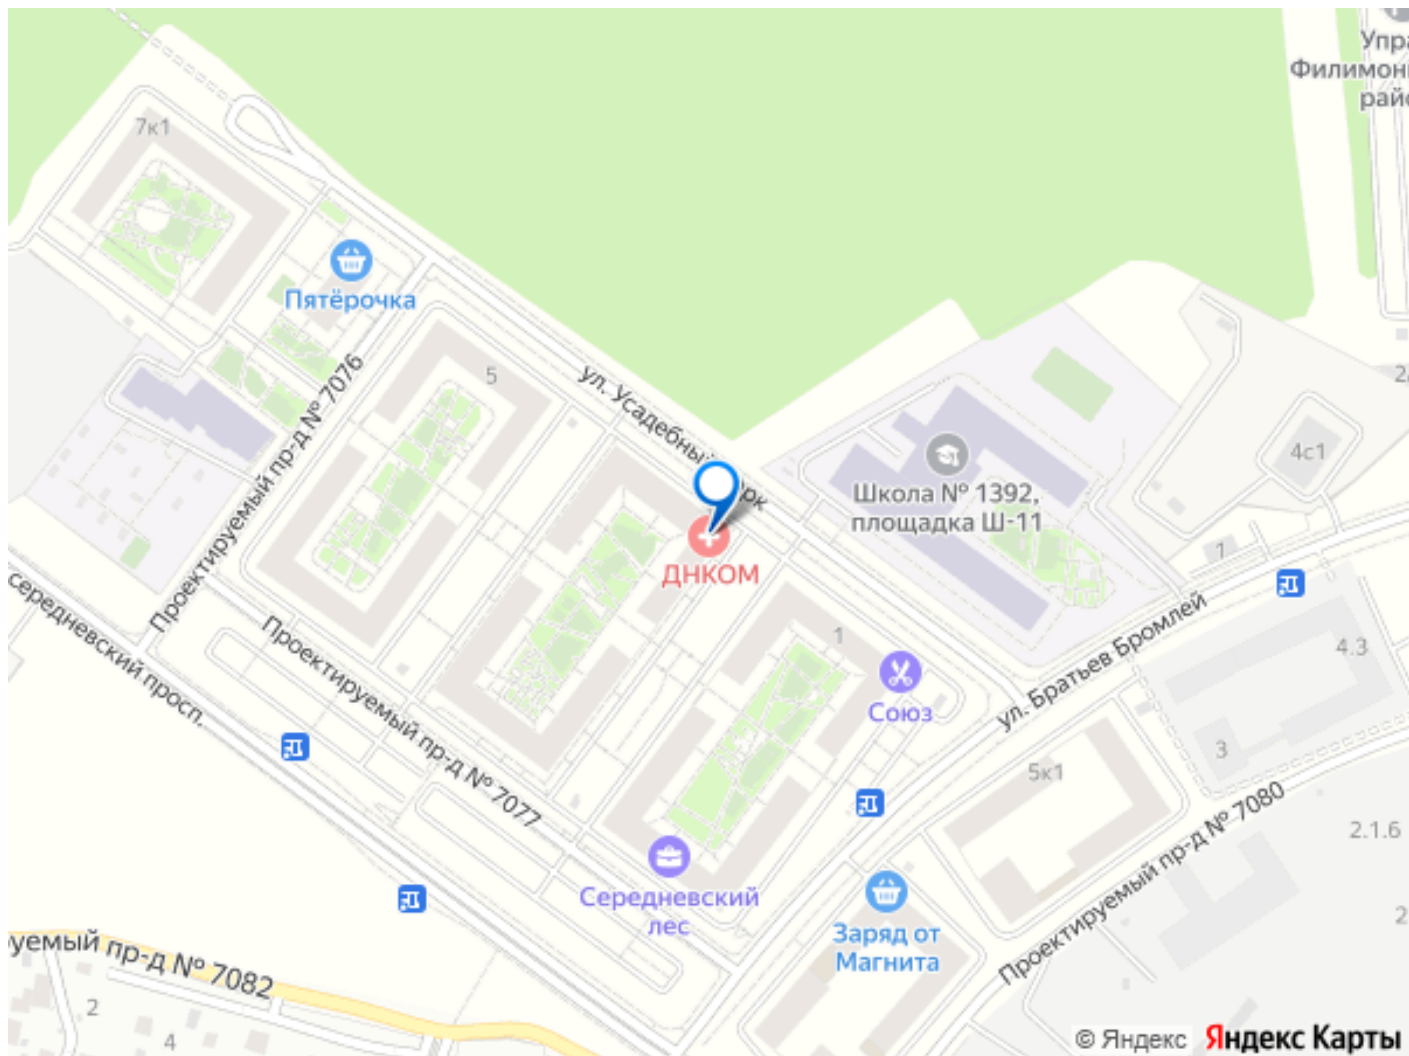 7к1
Пятёрочка
5
Проектируемый пр-д № 7076
ул. Усадебный
ДНКОМ
Школа № 1392,
площадка Ш-11
4с1
1
4.3
ул. Братьев Бромлей
1
Союз
3
5к1
середневский просп.
Проектируемый пр-д № 7077
Середневский
лес
Заряд от
Магнита
Проектируемый пр-д № 7080
2.1.6
пр-д № 7082
2
4
© Яндекс Яндекс Карты